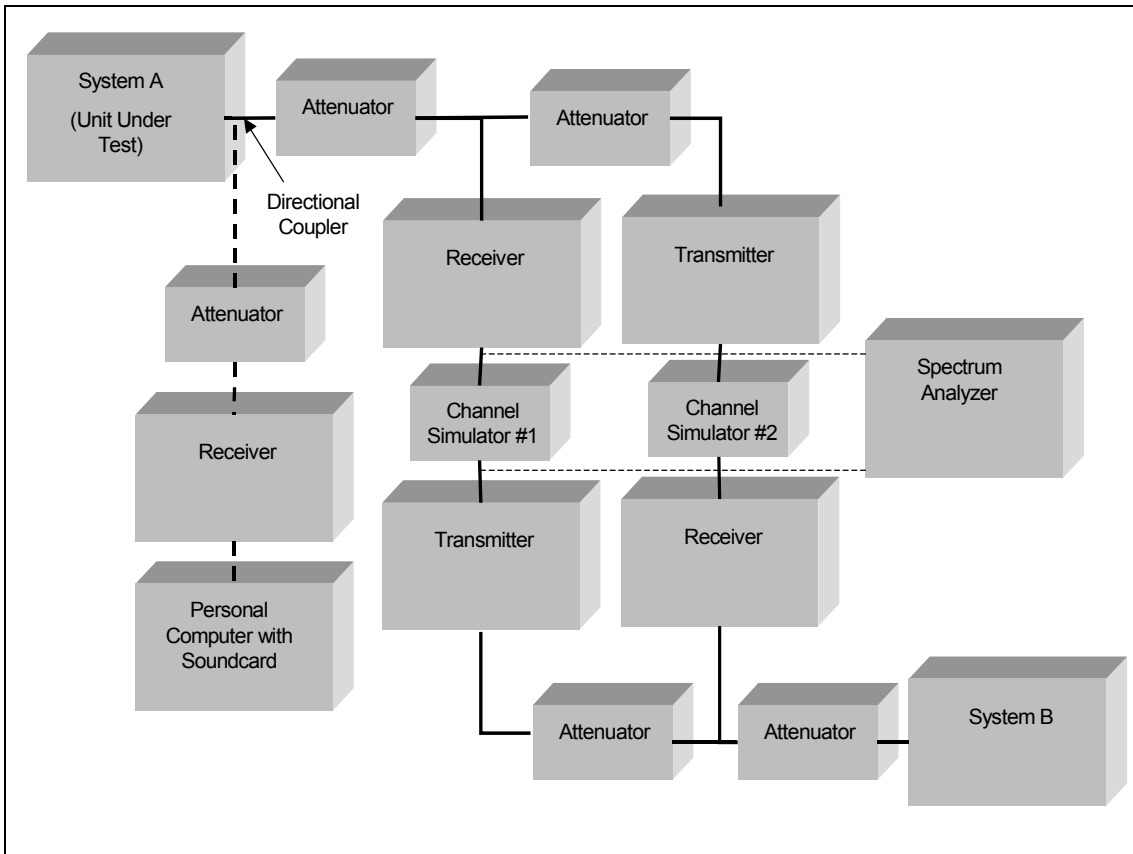 System A
(Unit Under
Test)
Attenuator
Attenuator
Directional
Coupler
Receiver
Transmitter
Attenuator
Spectrum
Analyzer
Channel
Simulator #1
Channel
Simulator #2
Receiver
Transmitter
Receiver
Personal
Computer with
Soundcard
Attenuator
Attenuator
System B